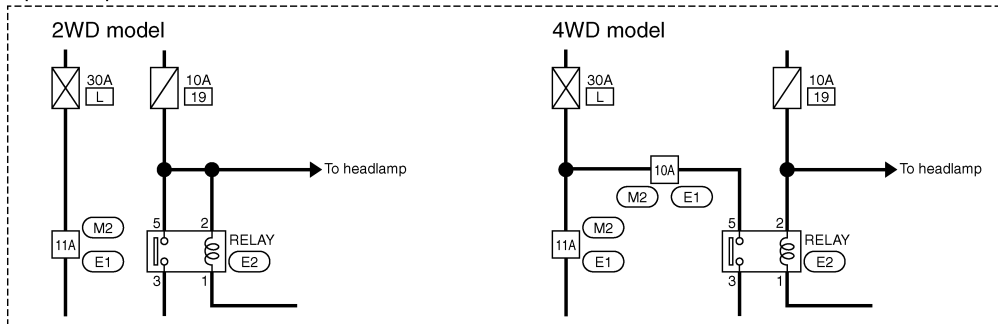 2WD model
30A
L
10A
19
To headlamp
M2
11A
E1
5
2
RELAY
E2
3
1
4WD model
30A
L
10A
19
10A
To headlamp
M2
E1
M2
11A
E1
5
2
RELAY
E2
3
1